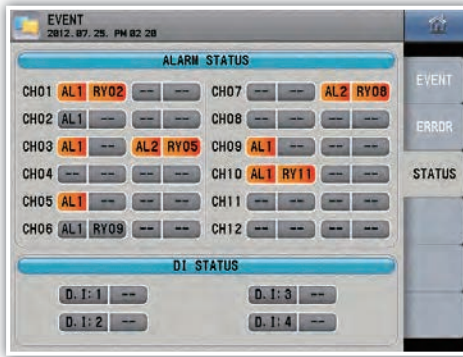 EVENT
2012.07.25. PM 02 20
ALARM STATUS
CH01 AL1 RY02 -- -- CH07 -- -- AL2 RY08
CH02 AL1 -- -- -- CH08 -- -- -- --
CH03 AL1 -- AL2 RY05 CH09 AL1 -- -- --
CH04 -- -- -- -- CH10 AL1 RY11 -- --
CH05 AL1 -- -- -- CH11 -- -- -- --
CH06 AL1 RY09 -- -- CH12 -- -- -- --
DI STATUS
D.I:1 -- D.I:3 --
D.I:2 -- D.I:4 --
EVENT
ERROR
STATUS